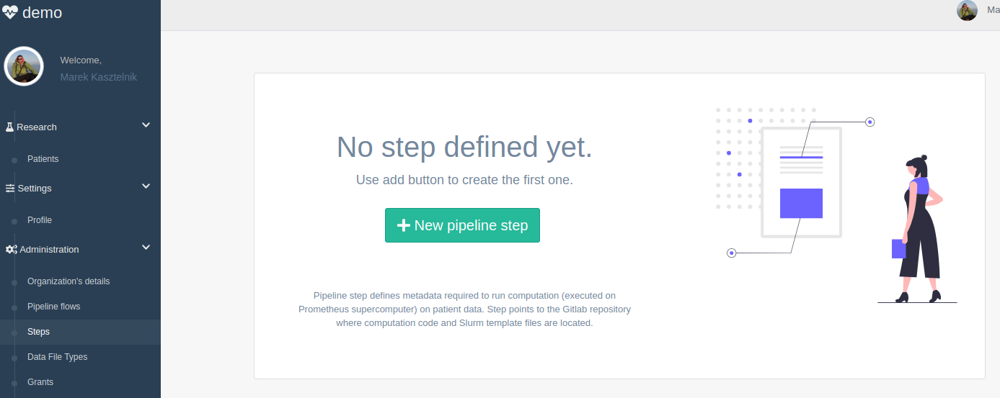 demo
Ma
Welcome,
Marek Kasztelnik
Research
Patients
Settings
Profile
Administration
Organization's details
Pipeline flows
Steps
Data File Types
Grants
No step defined yet.
Use add button to create the first one.
New pipeline step
Pipeline step defines metadata required to run computation (executed on
Prometheus supercomputer) on patient data. Step points to the Gitlab repository
where computation code and Slurm template files are located.